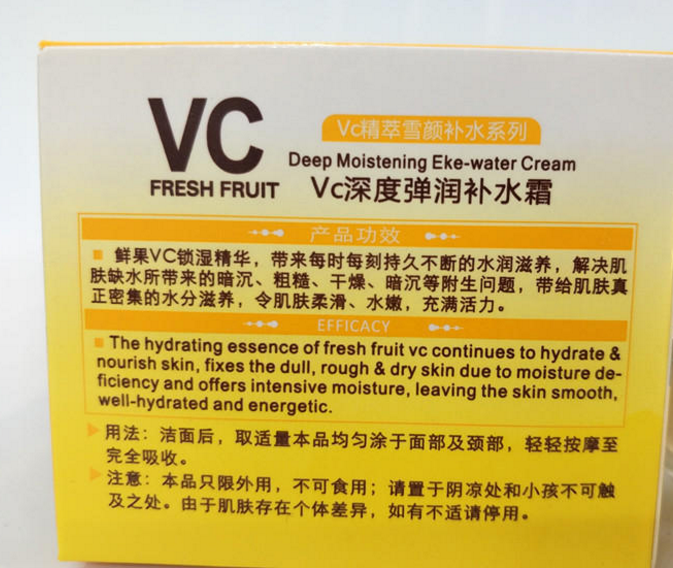 VC
FRESH FRUIT
Vc精萃雪颜补水系列
Deep Moistening Eke-water Cream
Vc深度弹润补水霜
产品功效
鲜果VC锁湿精华，带来每时每刻持久不断的水润滋养，解决肌
肤缺水所带来的暗沉、粗糙、干燥、暗沉等附生问题，带给肌肤真
正密集的水分滋养，令肌肤柔滑、水嫩，充满活力。
EFFICACY
The hydrating essence of fresh fruit vc continues to hydrate &
nourish skin, fixes the dull, rough & dry skin due to moisture de-
ficiency and offers intensive moisture, leaving the skin smooth,
well-hydrated and energetic.
用法：洁面后，取适量本品均匀涂于面部及颈部，轻轻按摩至
完全吸收。
注意：本品只限外用，不可食用；请置于阴凉处和小孩不可触
及之处。由于肌肤存在个体差异，如有不适请停用。